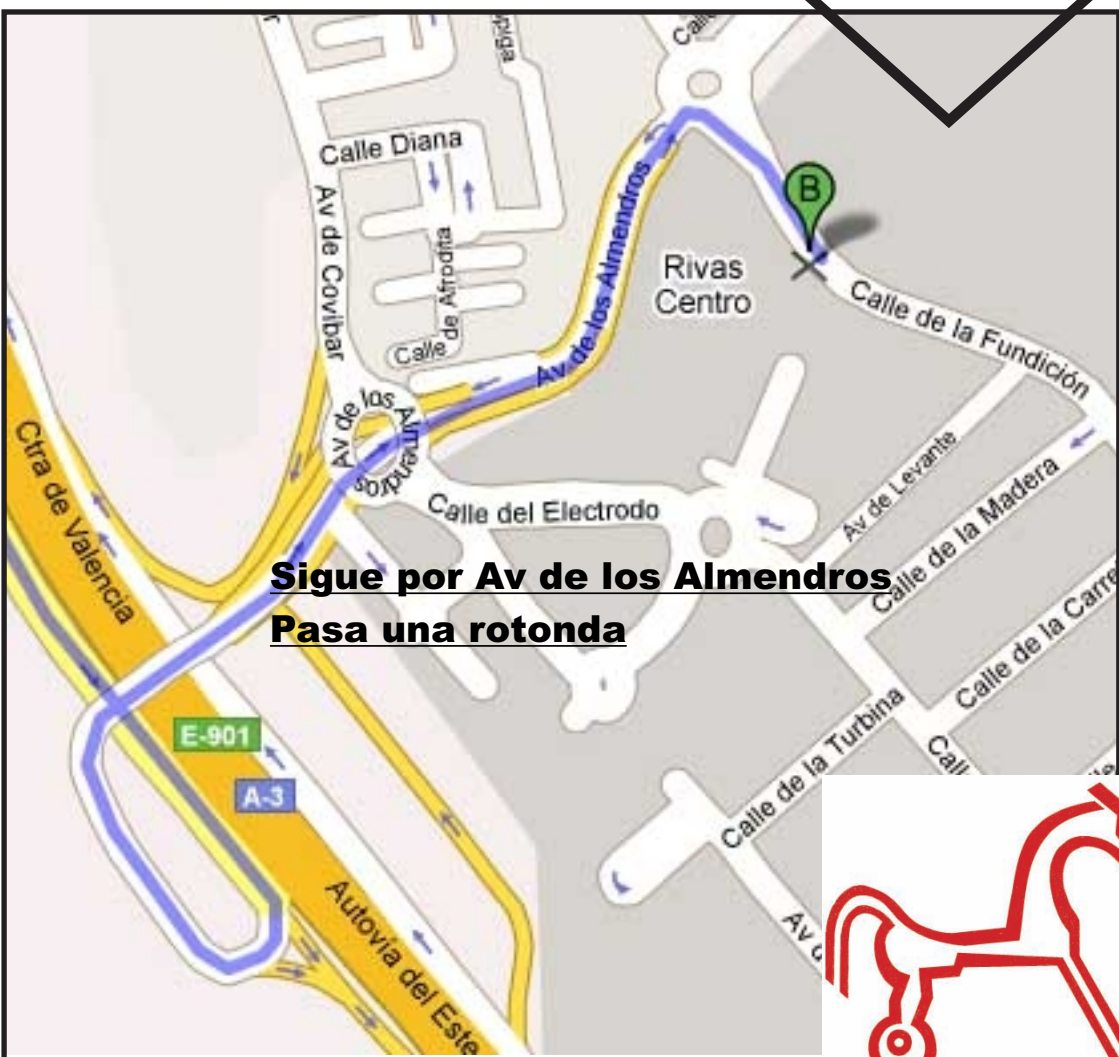 Calle Diana
Av de Covibar
Calle de Afrodita
B
Rivas
Centro
Av de los Almendros
Av de los Almendros
Calle de la Fundición
Ctra de Valencia
Calle del Electrodo
Av de Levante
Calle de la Madera
Sigue por Av de los Almendros
Pasa una rotonda
E-901
A-3
Calle de la Turbina
Autovía del Este